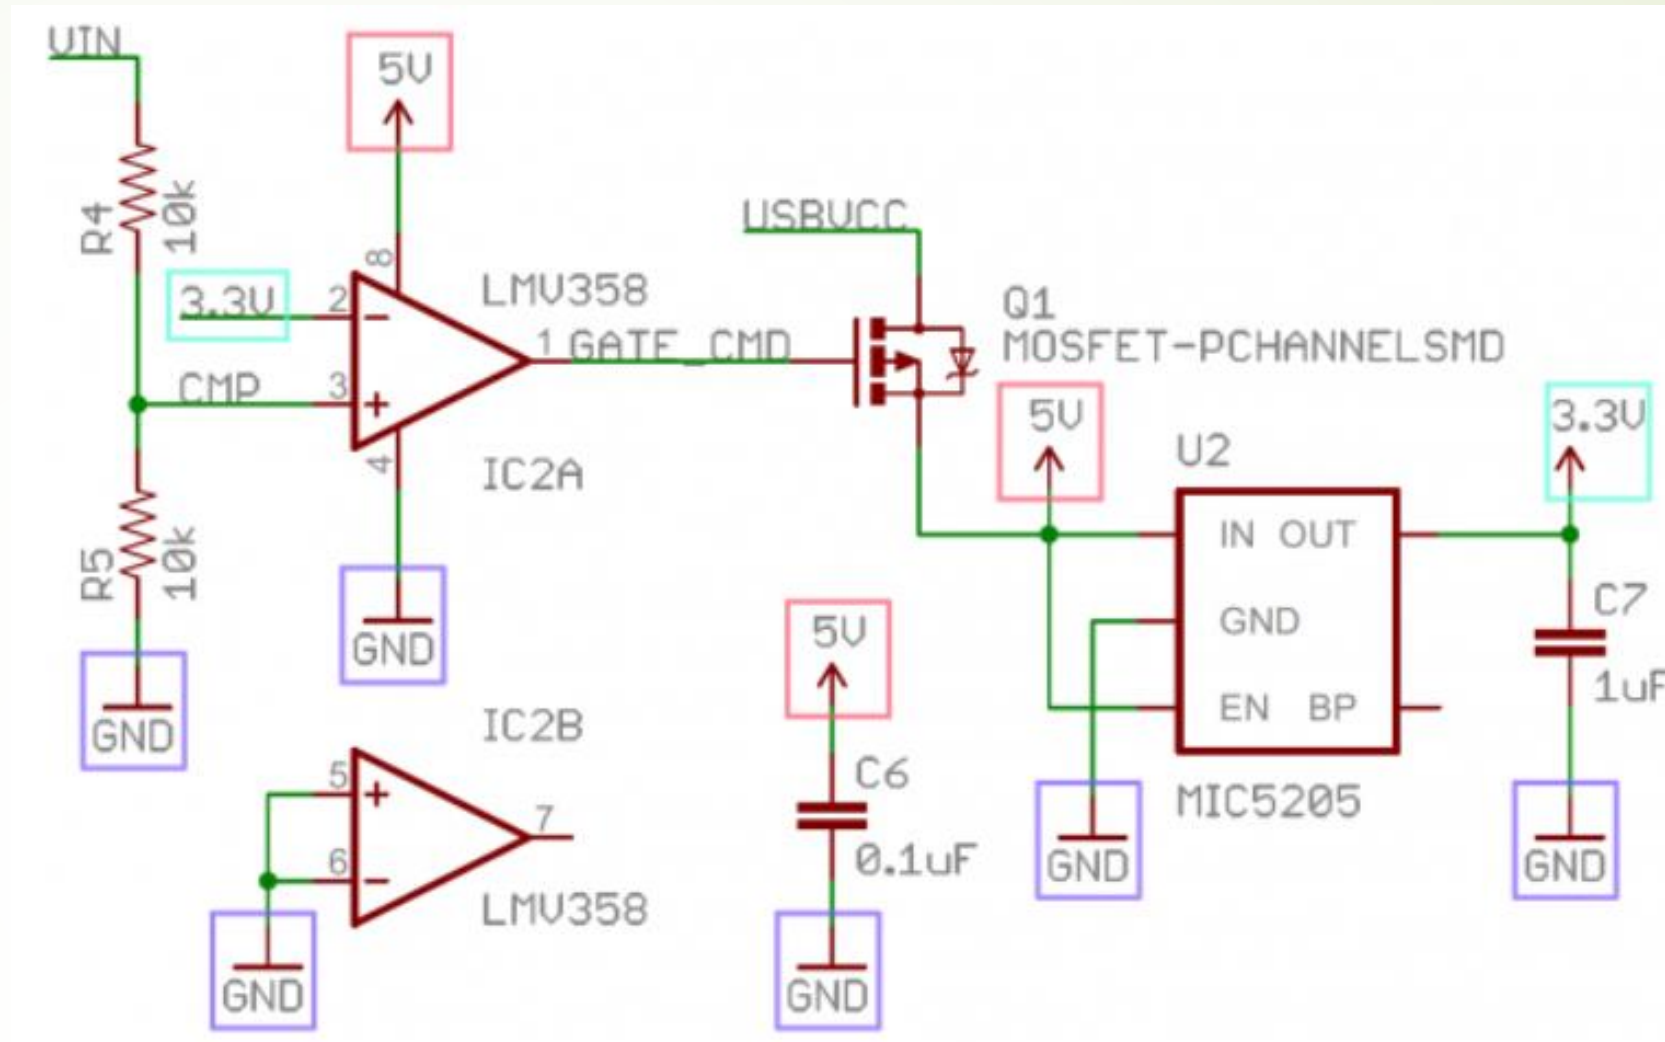 VIN
5V
R4
10k
8
3.3V
2
LMV358
1
GATE_CMD
CMP
3
4
IC2A
R5
10k
GND
GND
USBVCC
Q1
MOSFET-PCHANNELSMD
5V
U2
3.3V
IN OUT
GND
EN BP
MIC5205
C7
1uF
GND
GND
5V
C6
0.1uF
GND
IC2B
5
6
7
LMV358
GND